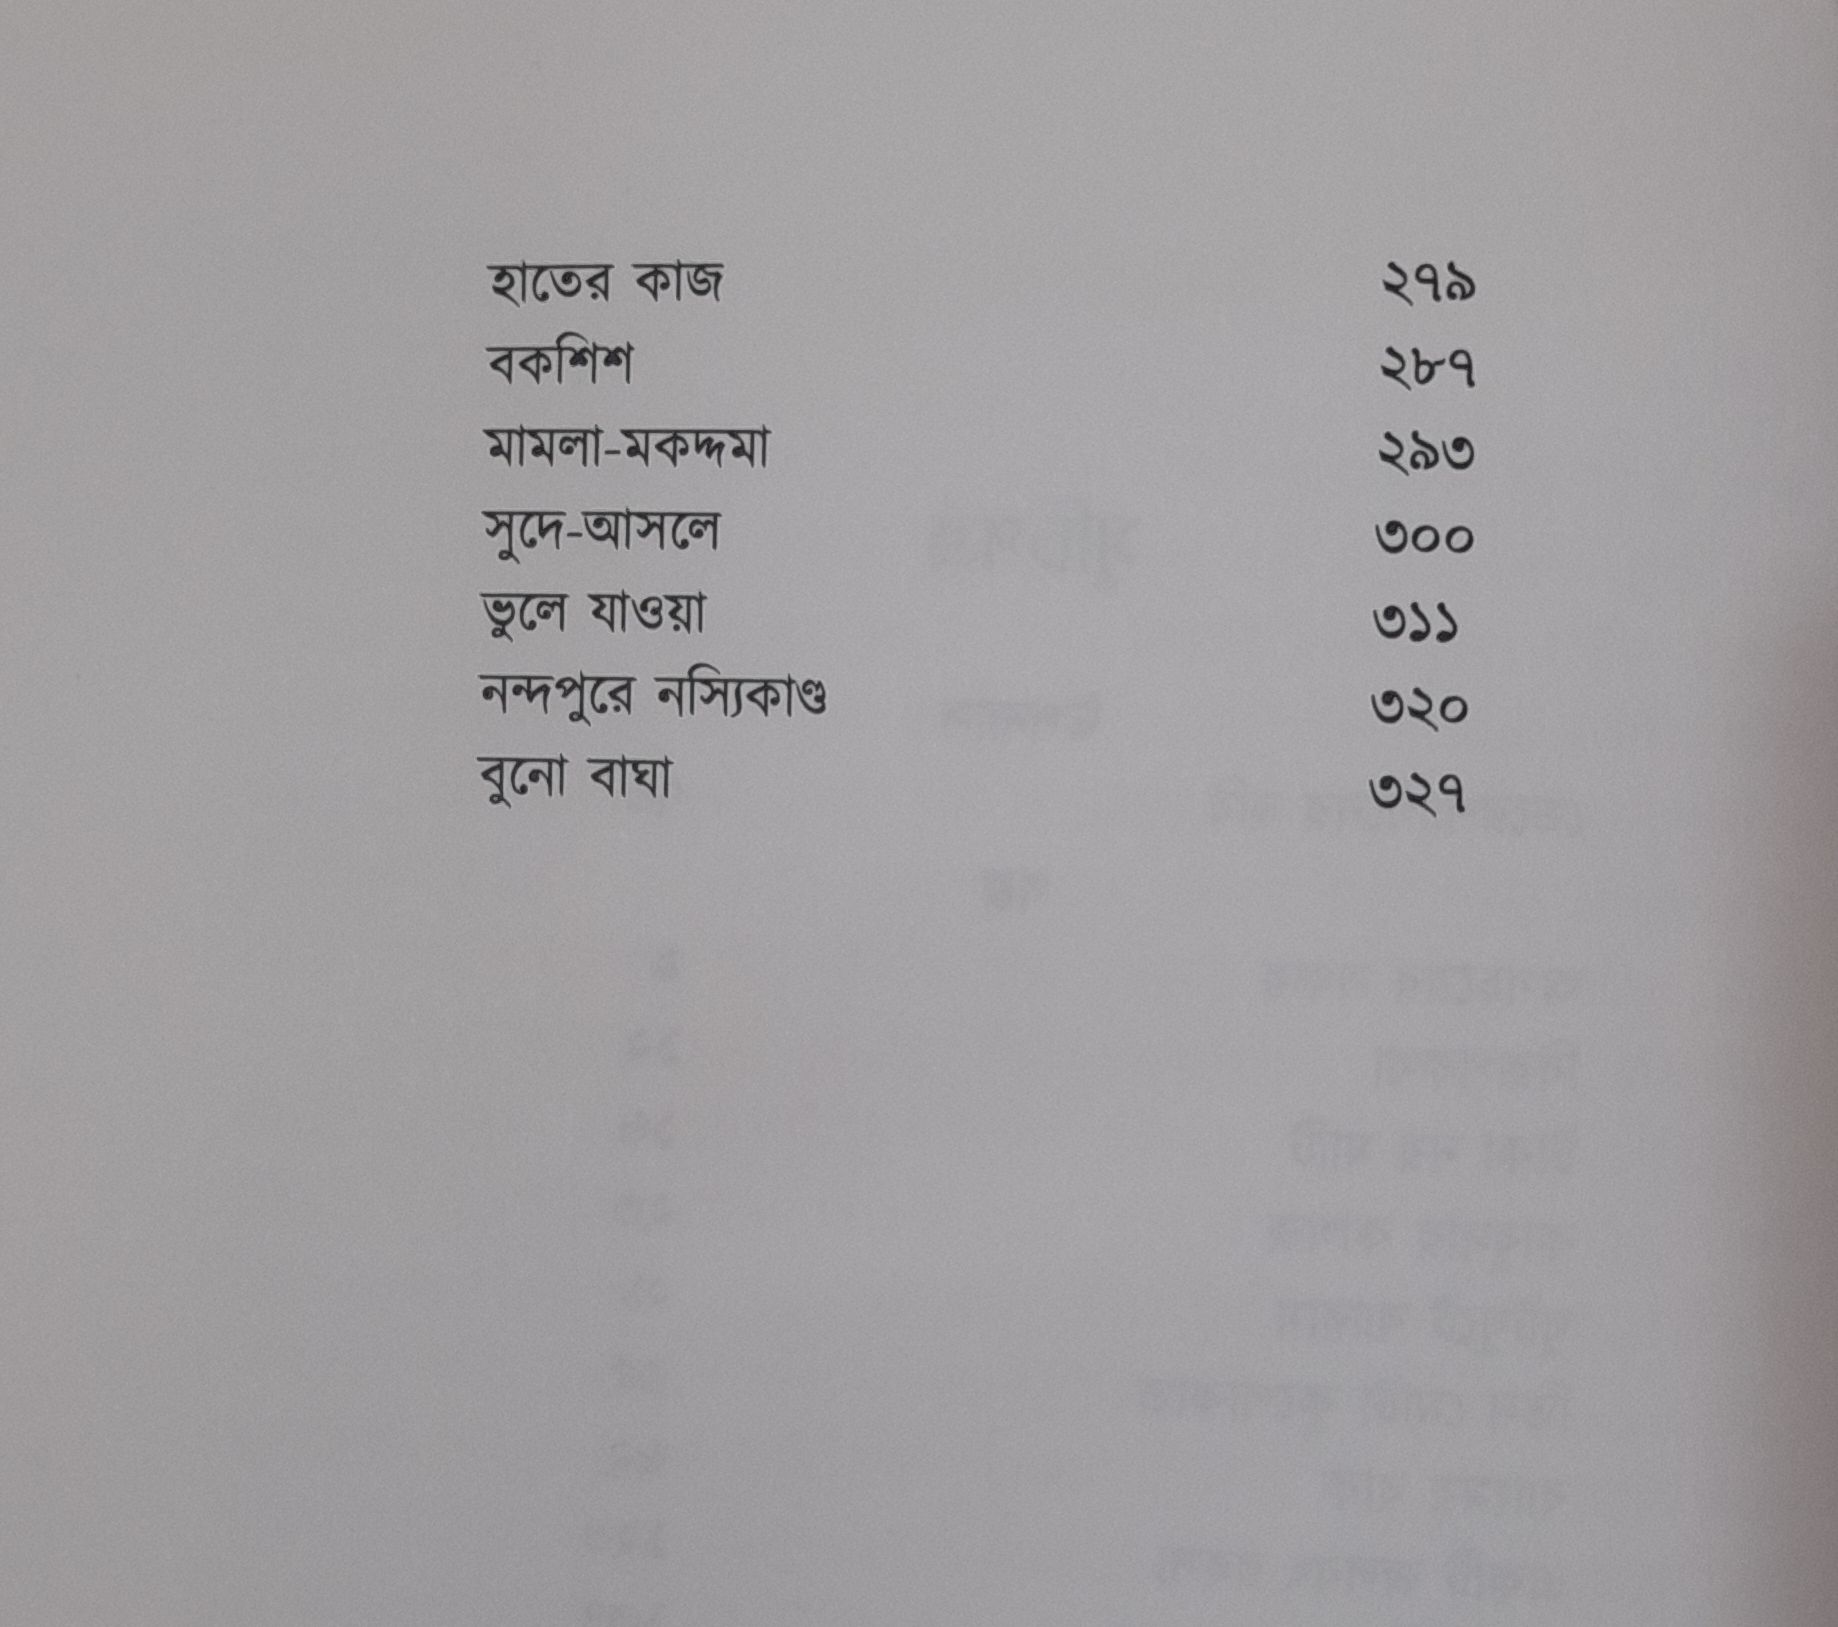 হাতের কাজ ২৭৯
বকশিশ ২৮৭
মামলা-মকদ্দমা ২৯৩
সুদে-আসলে ৩০০
ভুলে যাওয়া ৩১১
নন্দপুরে নস্যিকাণ্ড ৩২০
বুনো বাঘা ৩২৭